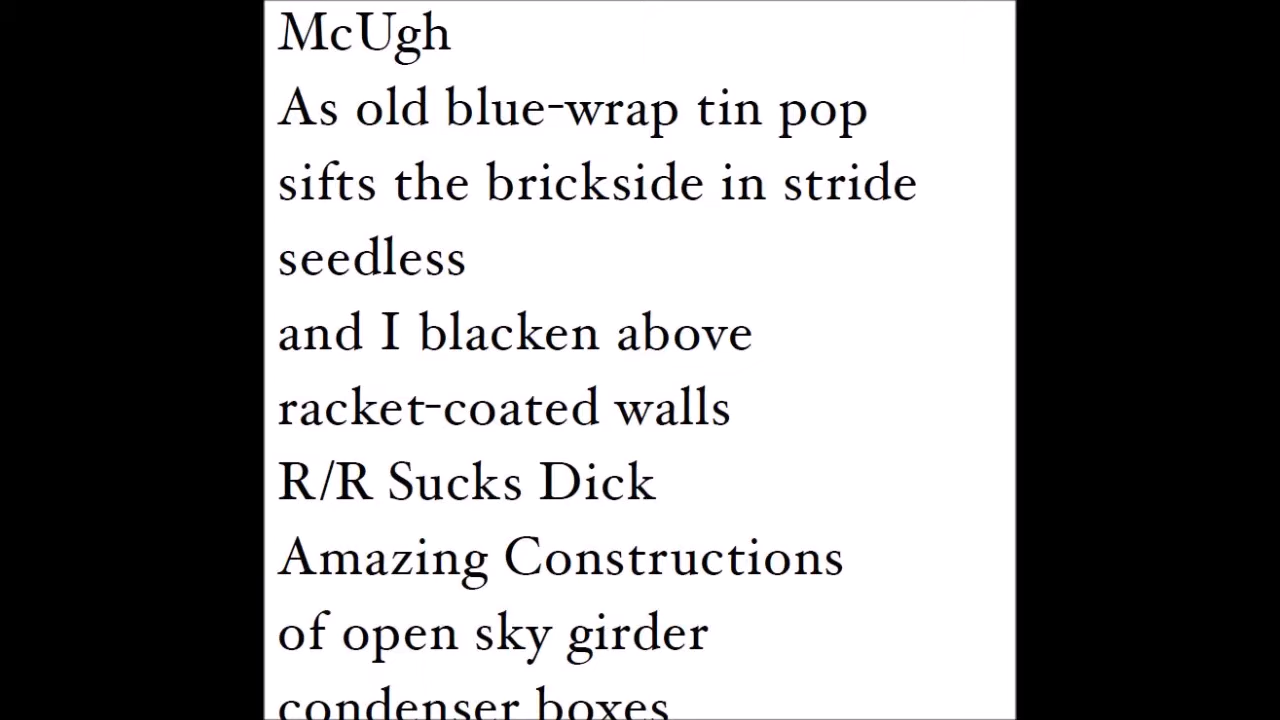 McUgh
As old blue-wrap tin pop
sifts the brickside in stride
seedless
and I blacken above
racket-coated walls
R/R Sucks Dick
Amazing Constructions
of open sky girder
condenser boxes